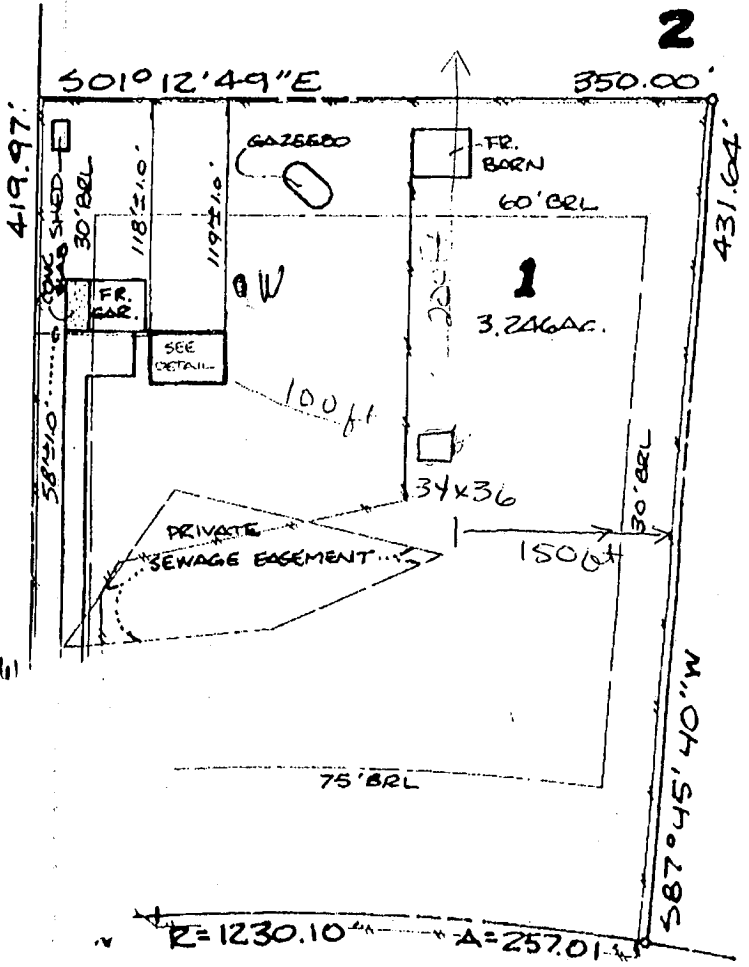 2
S01°12'49"E
350.00'
419.97'
GAZEEBO
FR.
BARN
60' BRL
431.64'
CONC
SLAB
SHED
30' BRL
118'±1.0'
119'±1.0'
W
1
3.246AC.
FR.
GAR.
SEE
DETAIL
100 ft
58'±1.0'
34x36
30' BRL
PRIVATE
SEWAGE EASEMENT
150 ft
75' BRL
S87°45'40"W
R=1230.10
A=257.01